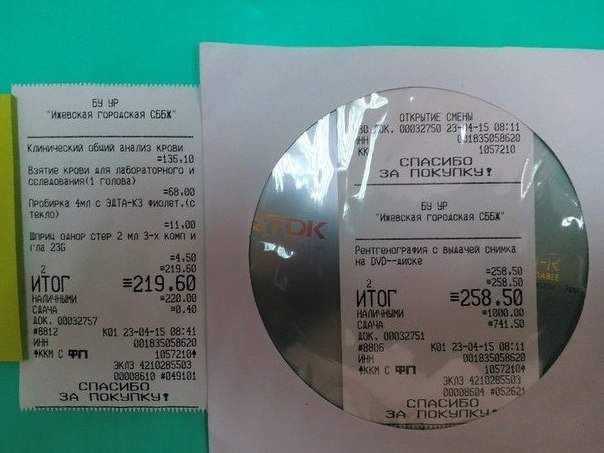 БУ УР
"ИЖЕВСКАЯ ГОРОДСКАЯ СББЖ"
Клинический общий анализ крови
=136.10
Взятие крови для лабораторного и
сследования(1 голова)
=68.00
Пробирка 4мл с ЭДТА-К3 фиолет.(с
текло)
=11.00
Шприц однор стер 2 мл 3-х комп и
гла 23G
=4.50
2 =219.60
ИТОГ =219.60
НАЛИЧНЫМИ =220.00
СДАЧА =0.40
ДОК. 00032757
#8812 К01 23-04-15 08:41
ИНН 001835058620
ККМ С ФП 1057210
ЭКЛЗ 4210285503
00008610 #049101
СПАСИБО
ЗА ПОКУПКУ!
ОТКРЫТИЕ СМЕНЫ
ДОК. 00032750 23-04-15 08:11
НН 001835058620
КК 1057210
СПАСИБО
ЗА ПОКУПКУ!
БУ УР
"ИЖЕВСКАЯ ГОРОДСКАЯ СББЖ"
Рентгенография с выдачей снимка
на DVD--диске
=258.50
2 =258.50
ИТОГ =258.50
НАЛИЧНЫМИ =1000.00
СДАЧА =741.50
ДОК. 00032751
#8806 К01 23-04-15 08:11
ИНН 001835058620
ККМ С ФП 1057210
ЭКЛЗ 4210285503
00008604 #052621
СПАСИБО
ЗА ПОКУПКУ!
TDK
-R